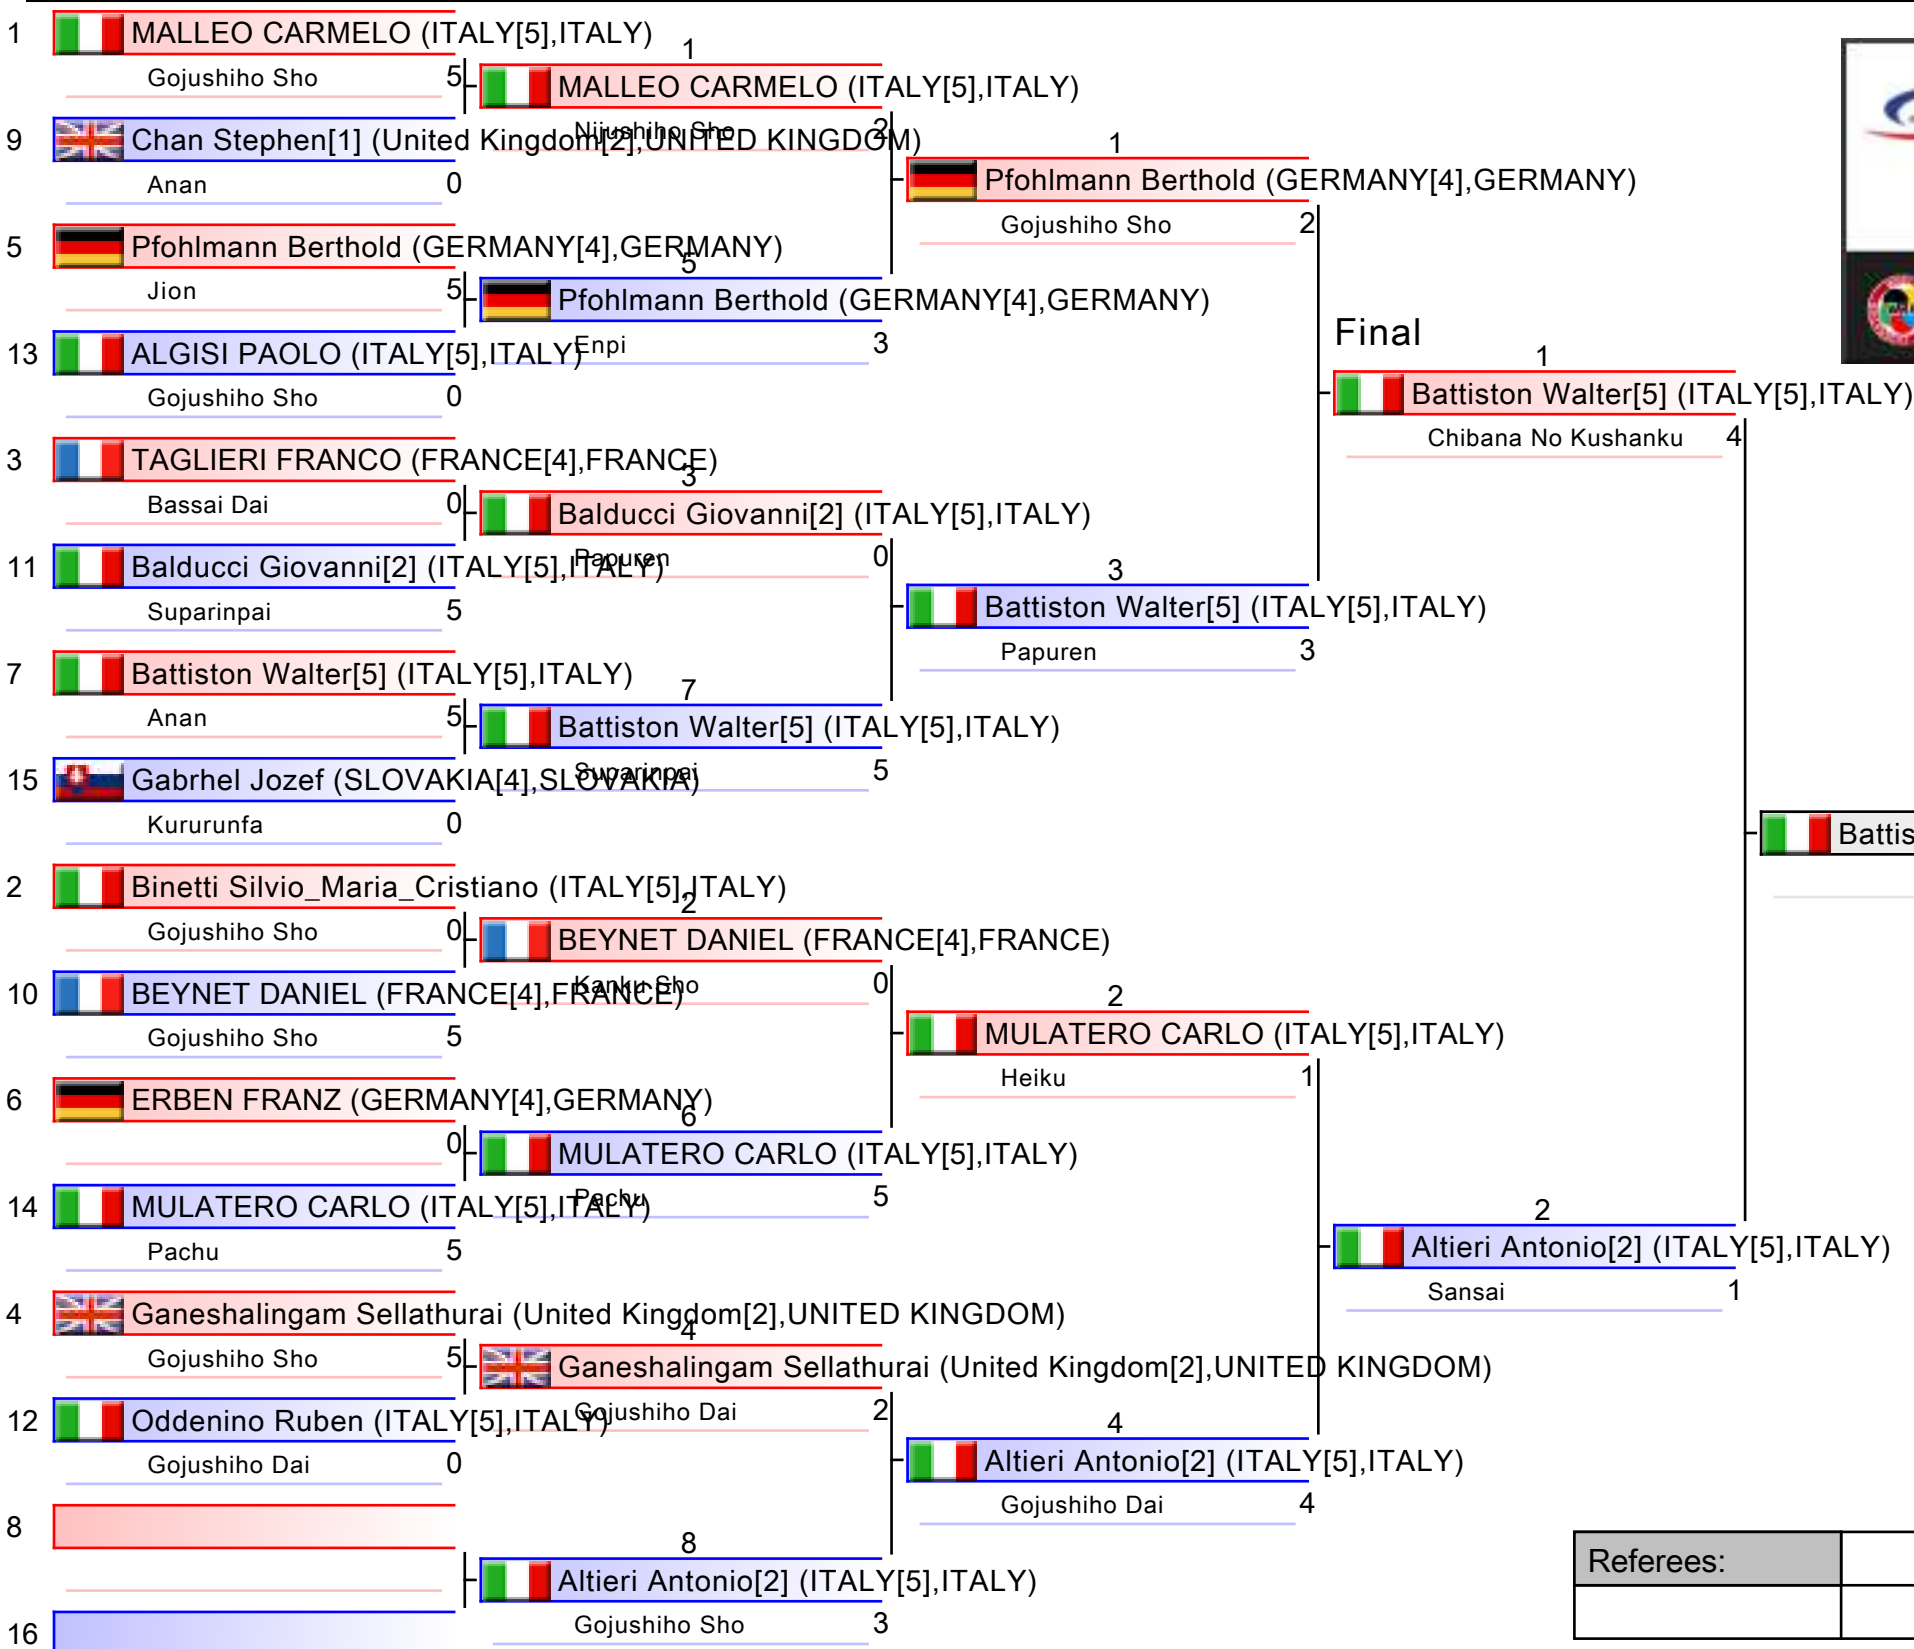 1 MALLEO CARMELO (ITALY[5],ITALY)
Gojushiho Sho 5
9 Chan Stephen[1] (United Kingdom[2],UNITED KINGDOM)
Anan 0
5 Pfohlmann Berthold (GERMANY[4],GERMANY)
Jion 5
13 ALGISI PAOLO (ITALY[5],ITALY)
Gojushiho Sho 0
3 TAGLIERI FRANCO (FRANCE[4],FRANCE)
Bassai Dai 0
11 Balducci Giovanni[2] (ITALY[5],ITALY)
Suparinpai 5
7 Battiston Walter[5] (ITALY[5],ITALY)
Anan 5
15 Gabrhel Jozef (SLOVAKIA[4],SLOVAKIA)
Kururunfa 0
2 Binetti Silvio_Maria_Cristiano (ITALY[5],ITALY)
Gojushiho Sho 0
10 BEYNET DANIEL (FRANCE[4],FRANCE)
Gojushiho Sho 5
6 ERBEN FRANZ (GERMANY[4],GERMANY)
0
14 MULATERO CARLO (ITALY[5],ITALY)
Pachu 5
4 Ganeshalingam Sellathurai (United Kingdom[2],UNITED KINGDOM)
Gojushiho Sho 5
12 Oddenino Ruben (ITALY[5],ITALY)
Gojushiho Dai 0
8
16
1
MALLEO CARMELO (ITALY[5],ITALY)
Nijushiho Sho 2
5
Pfohlmann Berthold (GERMANY[4],GERMANY)
Enpi 3
3
Balducci Giovanni[2] (ITALY[5],ITALY)
Papuren 0
7
Battiston Walter[5] (ITALY[5],ITALY)
Suparinpai 5
2
BEYNET DANIEL (FRANCE[4],FRANCE)
Kanku Sho 0
6
MULATERO CARLO (ITALY[5],ITALY)
Pachu 5
4
Ganeshalingam Sellathurai (United Kingdom[2],UNITED KINGDOM)
Gojushiho Dai 2
8
Altieri Antonio[2] (ITALY[5],ITALY)
Gojushiho Sho 3
1
Pfohlmann Berthold (GERMANY[4],GERMANY)
Gojushiho Sho 2
3
Battiston Walter[5] (ITALY[5],ITALY)
Papuren 3
2
MULATERO CARLO (ITALY[5],ITALY)
Heiku 1
4
Altieri Antonio[2] (ITALY[5],ITALY)
Gojushiho Dai 4
Final
1
Battiston Walter[5] (ITALY[5],ITALY)
Chibana No Kushanku 4
2
Altieri Antonio[2] (ITALY[5],ITALY)
Sansai 1
Battis
Referees: